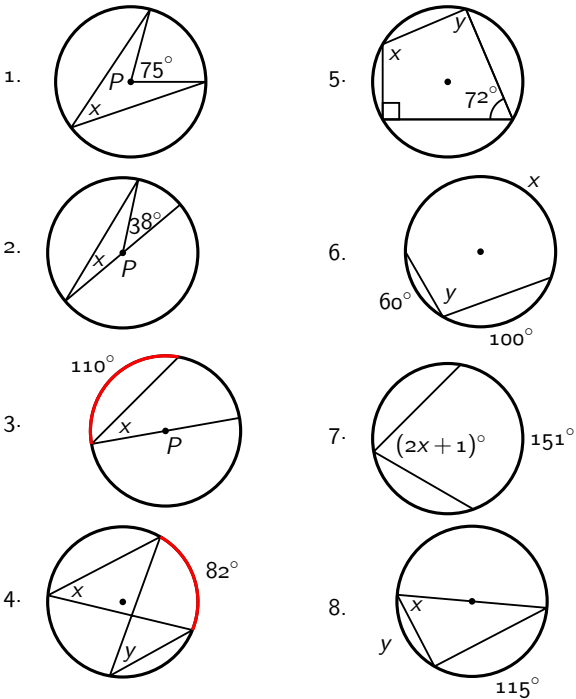 1.
75°
P
x
2.
38°
x
P
3.
110°
x
P
4.
82°
x
y
5.
y
x
72°
6.
x
60°
y
100°
7.
(2x + 1)°
151°
8.
x
y
115°